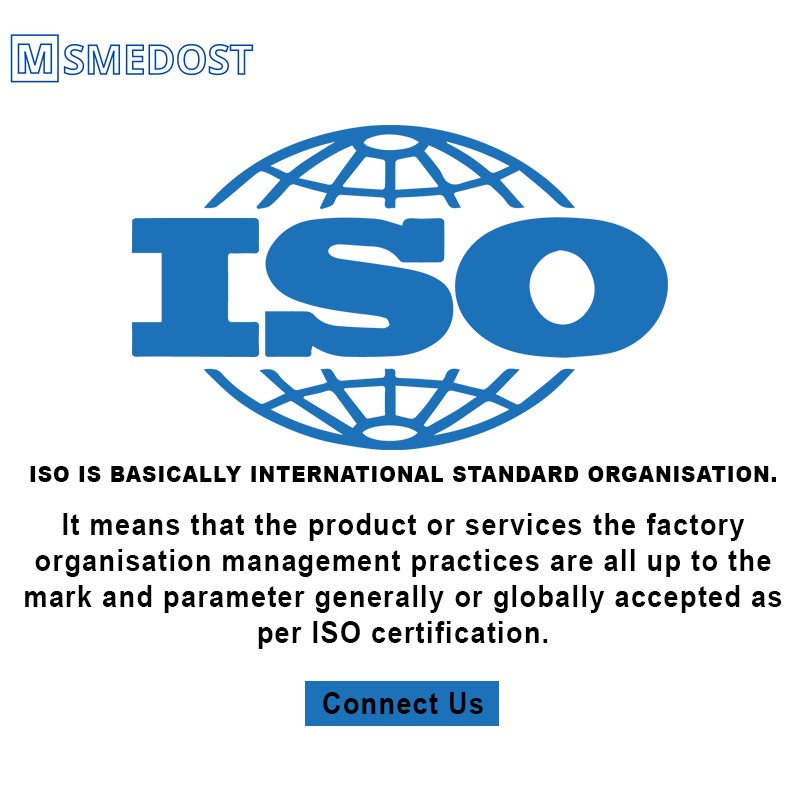 MSMEDOST
ISO
ISO IS BASICALLY INTERNATIONAL STANDARD ORGANISATION.
It means that the product or services the factory
organisation management practices are all up to the
mark and parameter generally or globally accepted as
per ISO certification.
Connect Us